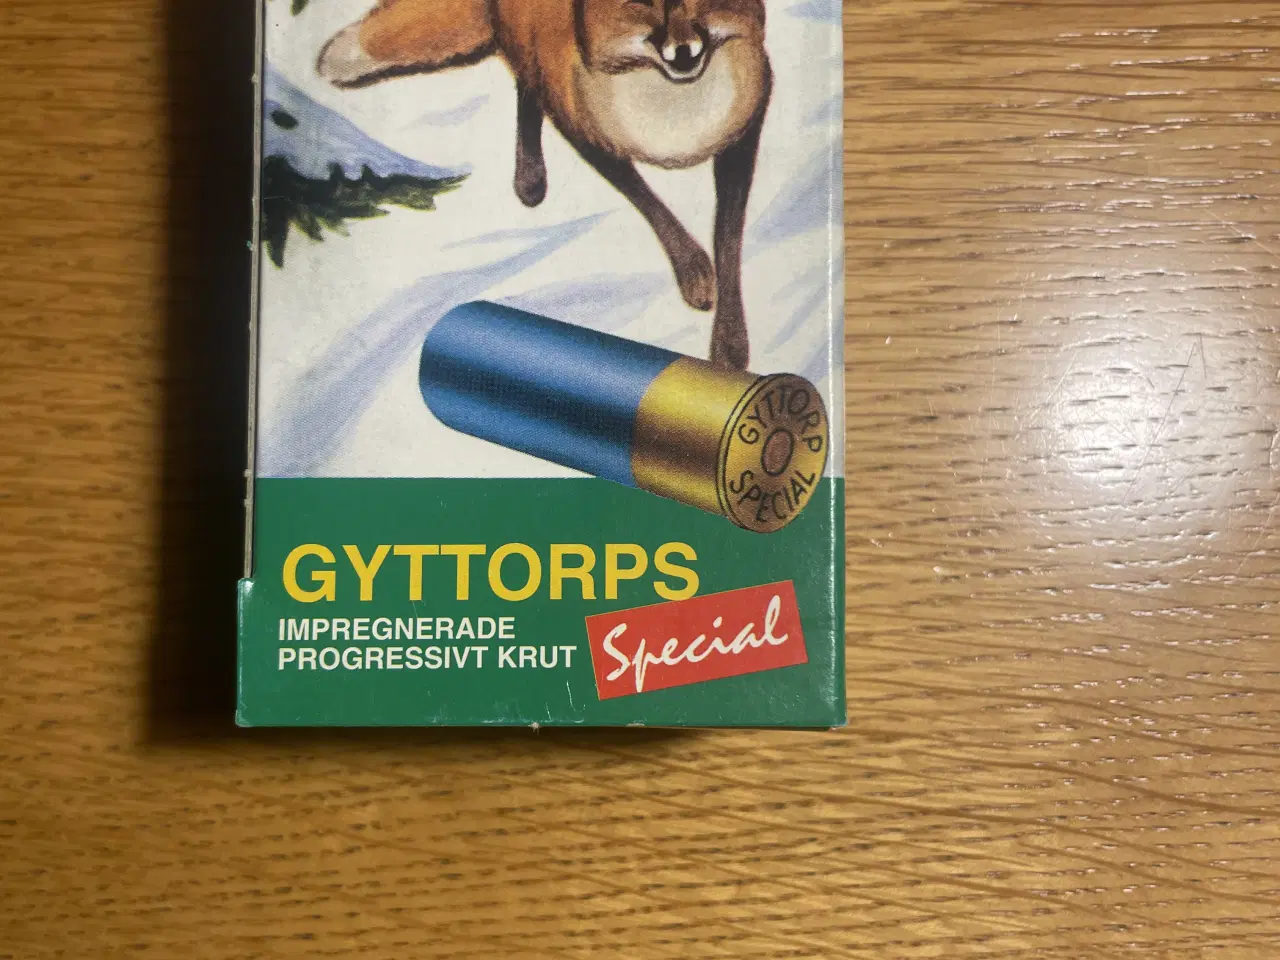 GYTTORP
SPECIAL
GYTTORPS
IMPREGNERADE
PROGRESSIVT KRUT
Special